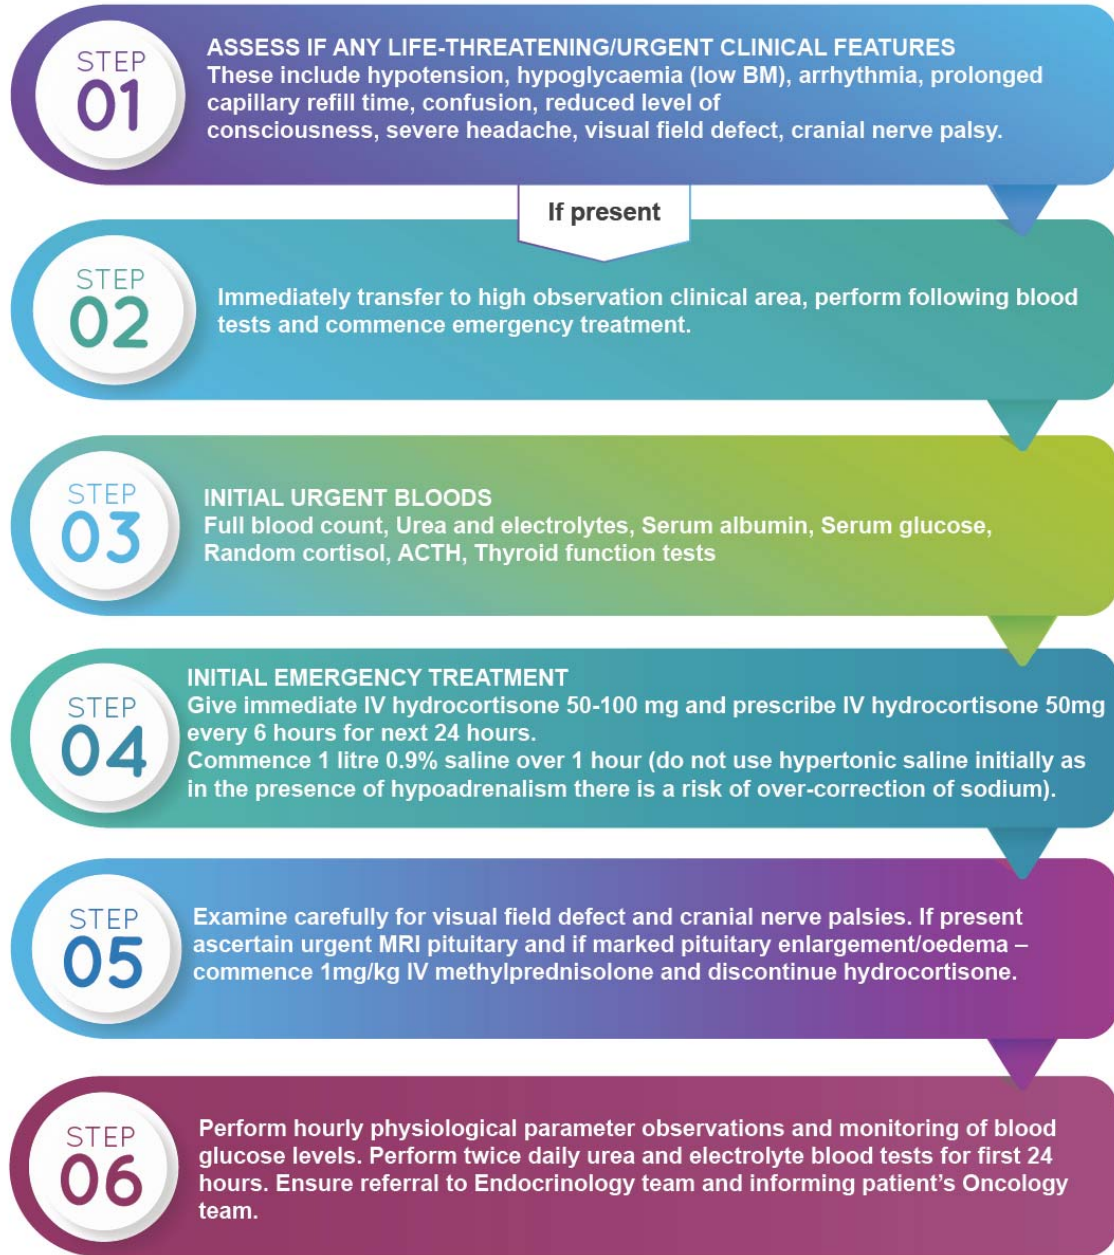 STEP
01
ASSESS IF ANY LIFE-THREATENING/URGENT CLINICAL FEATURES
These include hypotension, hypoglycaemia (low BM), arrhythmia, prolonged
capillary refill time, confusion, reduced level of
consciousness, severe headache, visual field defect, cranial nerve palsy.
If present
STEP
02
Immediately transfer to high observation clinical area, perform following blood
tests and commence emergency treatment.
STEP
03
INITIAL URGENT BLOODS
Full blood count, Urea and electrolytes, Serum albumin, Serum glucose,
Random cortisol, ACTH, Thyroid function tests
STEP
04
INITIAL EMERGENCY TREATMENT
Give immediate IV hydrocortisone 50-100 mg and prescribe IV hydrocortisone 50mg
every 6 hours for next 24 hours.
Commence 1 litre 0.9% saline over 1 hour (do not use hypertonic saline initially as
in the presence of hypoadrenalism there is a risk of over-correction of sodium).
STEP
05
Examine carefully for visual field defect and cranial nerve palsies. If present
ascertain urgent MRI pituitary and if marked pituitary enlargement/oedema –
commence 1mg/kg IV methylprednisolone and discontinue hydrocortisone.
STEP
06
Perform hourly physiological parameter observations and monitoring of blood
glucose levels. Perform twice daily urea and electrolyte blood tests for first 24
hours. Ensure referral to Endocrinology team and informing patient's Oncology
team.